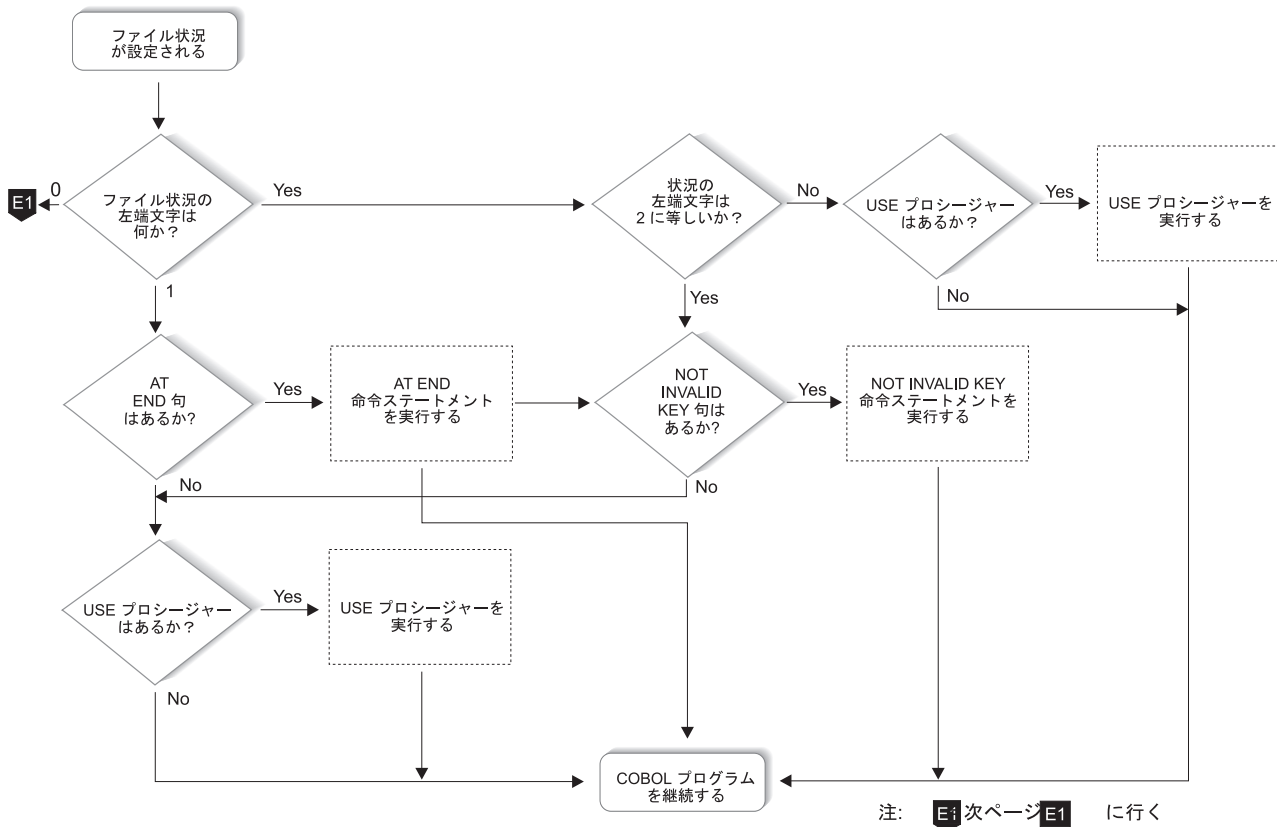 ファイル状況
が設定される
E1
0
ファイル状況の
左端文字は
何か？
Yes
状況の
左端文字は
2 に等しいか？
No
USE プロシージャー
はあるか？
Yes
USE プロシージャーを
実行する
1
Yes
No
AT
END 句
はあるか?
Yes
AT END
命令ステートメント
を実行する
NOT
INVALID
KEY 句は
あるか?
Yes
NOT INVALID KEY
命令ステートメントを
実行する
No
No
USE プロシージャー
はあるか？
Yes
USE プロシージャーを
実行する
No
COBOL プログラム
を継続する
注: E1 次ページ E1 に行く